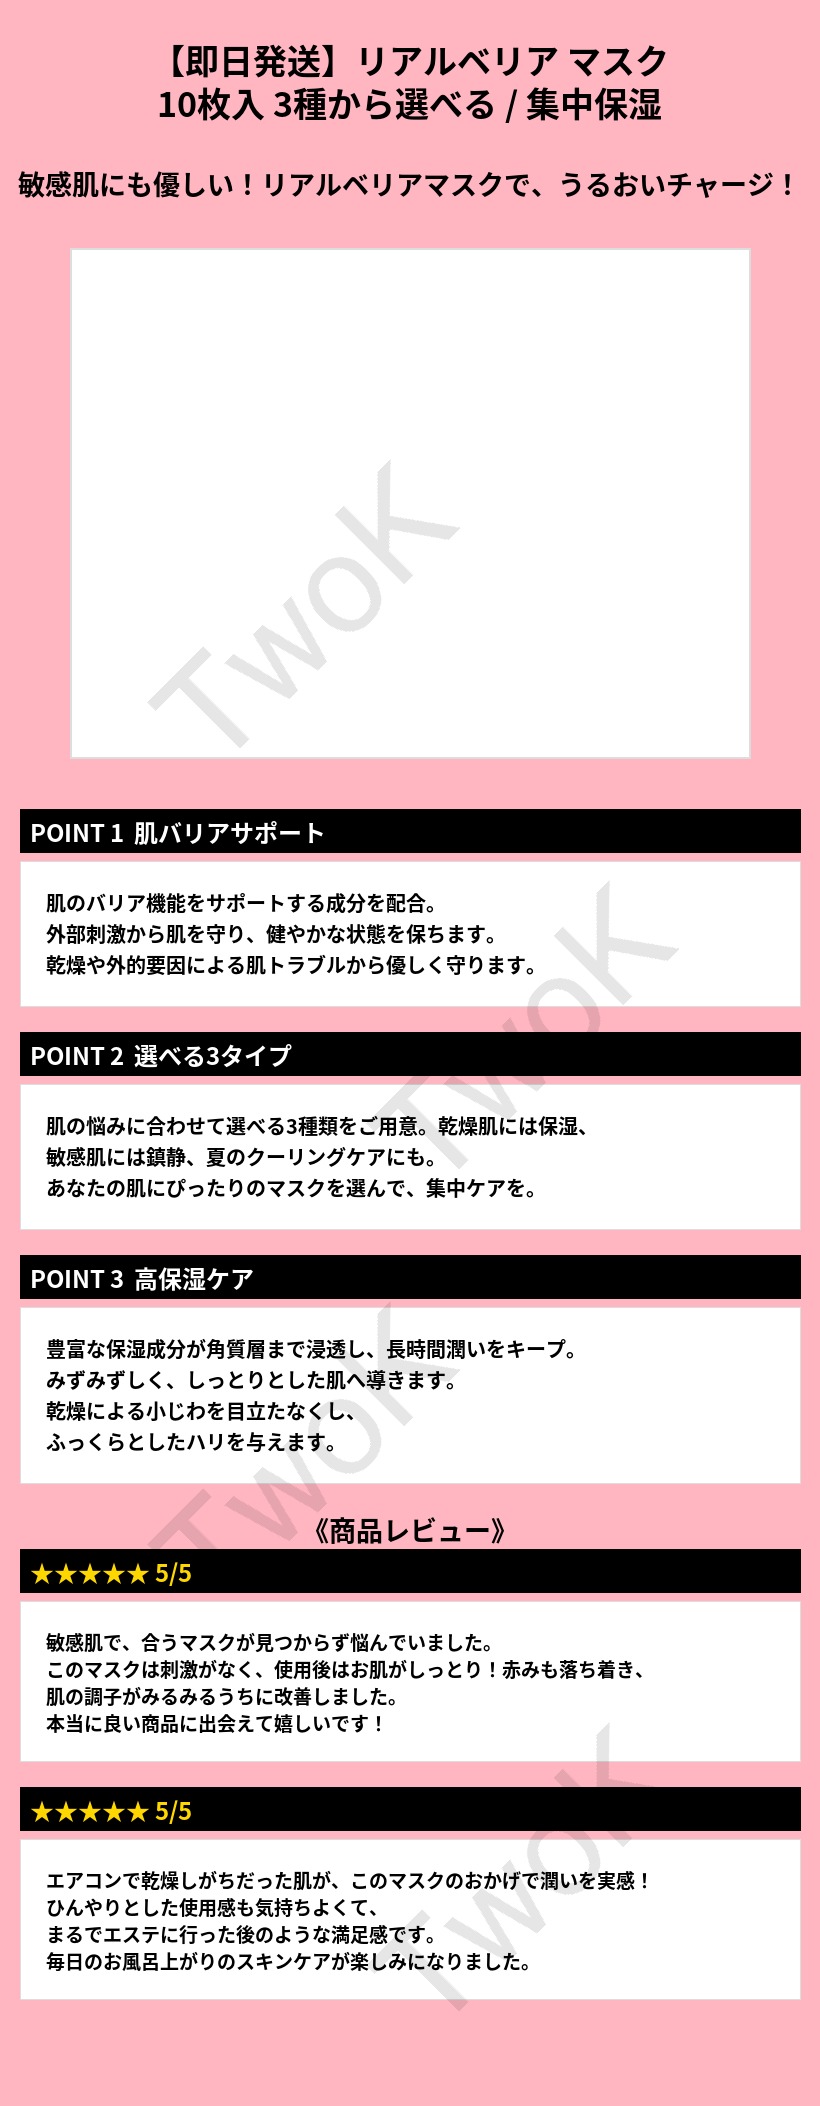 【即日発送】リアルベリア マスク
10枚入 3種から選べる / 集中保湿
敏感肌にも優しい！リアルベリアマスクで、うるおいチャージ！
TwoK
POINT 1 肌バリアサポート
肌のバリア機能をサポートする成分を配合。
外部刺激から肌を守り、健やかな状態を保ちます。
乾燥や外的要因による肌トラブルから優しく守ります。
TwoK
POINT 2 選べる3タイプ
肌の悩みに合わせて選べる3種類をご用意。乾燥肌には保湿、
敏感肌には鎮静、夏のクーリングケアにも。
あなたの肌にぴったりのマスクを選んで、集中ケアを。
POINT 3 高保湿ケア
豊富な保湿成分が角質層まで浸透し、長時間潤いをキープ。
みずみずしく、しっとりとした肌へ導きます。
乾燥による小じわを目立たなくし、
ふっくらとしたハリを与えます。
TwoK
《商品レビュー》
★★★★★ 5/5
敏感肌で、合うマスクが見つからず悩んでいました。
このマスクは刺激がなく、使用後はお肌がしっとり！赤みも落ち着き、
肌の調子がみるみるうちに改善しました。
本当に良い商品に出会えて嬉しいです！
★★★★★ 5/5
エアコンで乾燥しがちだった肌が、このマスクのおかげで潤いを実感！
ひんやりとした使用感も気持ちよくて、
まるでエステに行った後のような満足感です。
毎日のお風呂上がりのスキンケアが楽しみになりました。
TwoK